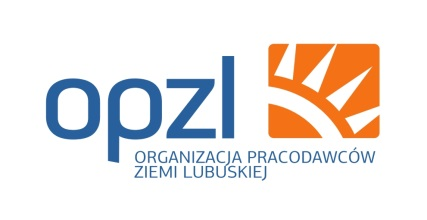 opzl
ORGANIZACJA PRACODAWCÓW
ZIEMI LUBUSKIEJ